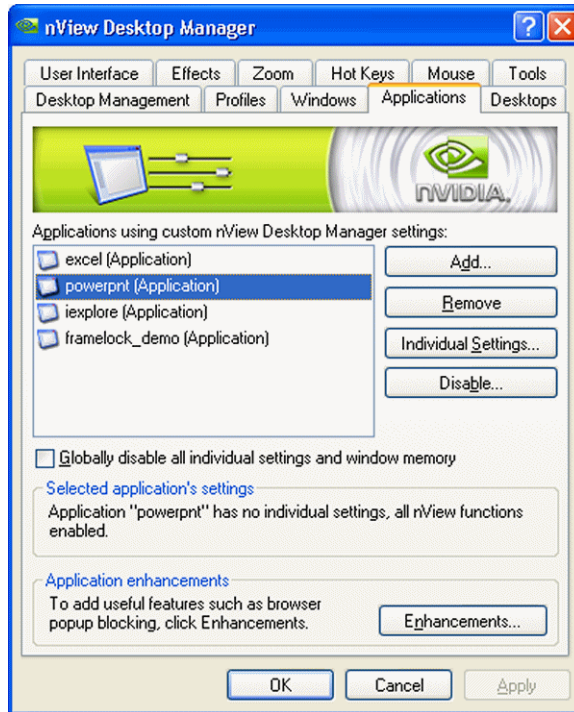 nView Desktop Manager
User Interface Effects Zoom Hot Keys Mouse Tools
Desktop Management Profiles Windows Applications Desktops
nVIDIA.
Applications using custom nView Desktop Manager settings:
excel (Application)
powerpnt (Application)
iexplore (Application)
framelock_demo (Application)
Add...
Remove
Individual Settings...
Disable...
Globally disable all individual settings and window memory
Selected application's settings
Application "powerpnt" has no individual settings, all nView functions
enabled.
Application enhancements
To add useful features such as browser
popup blocking, click Enhancements.
Enhancements...
OK Cancel Apply